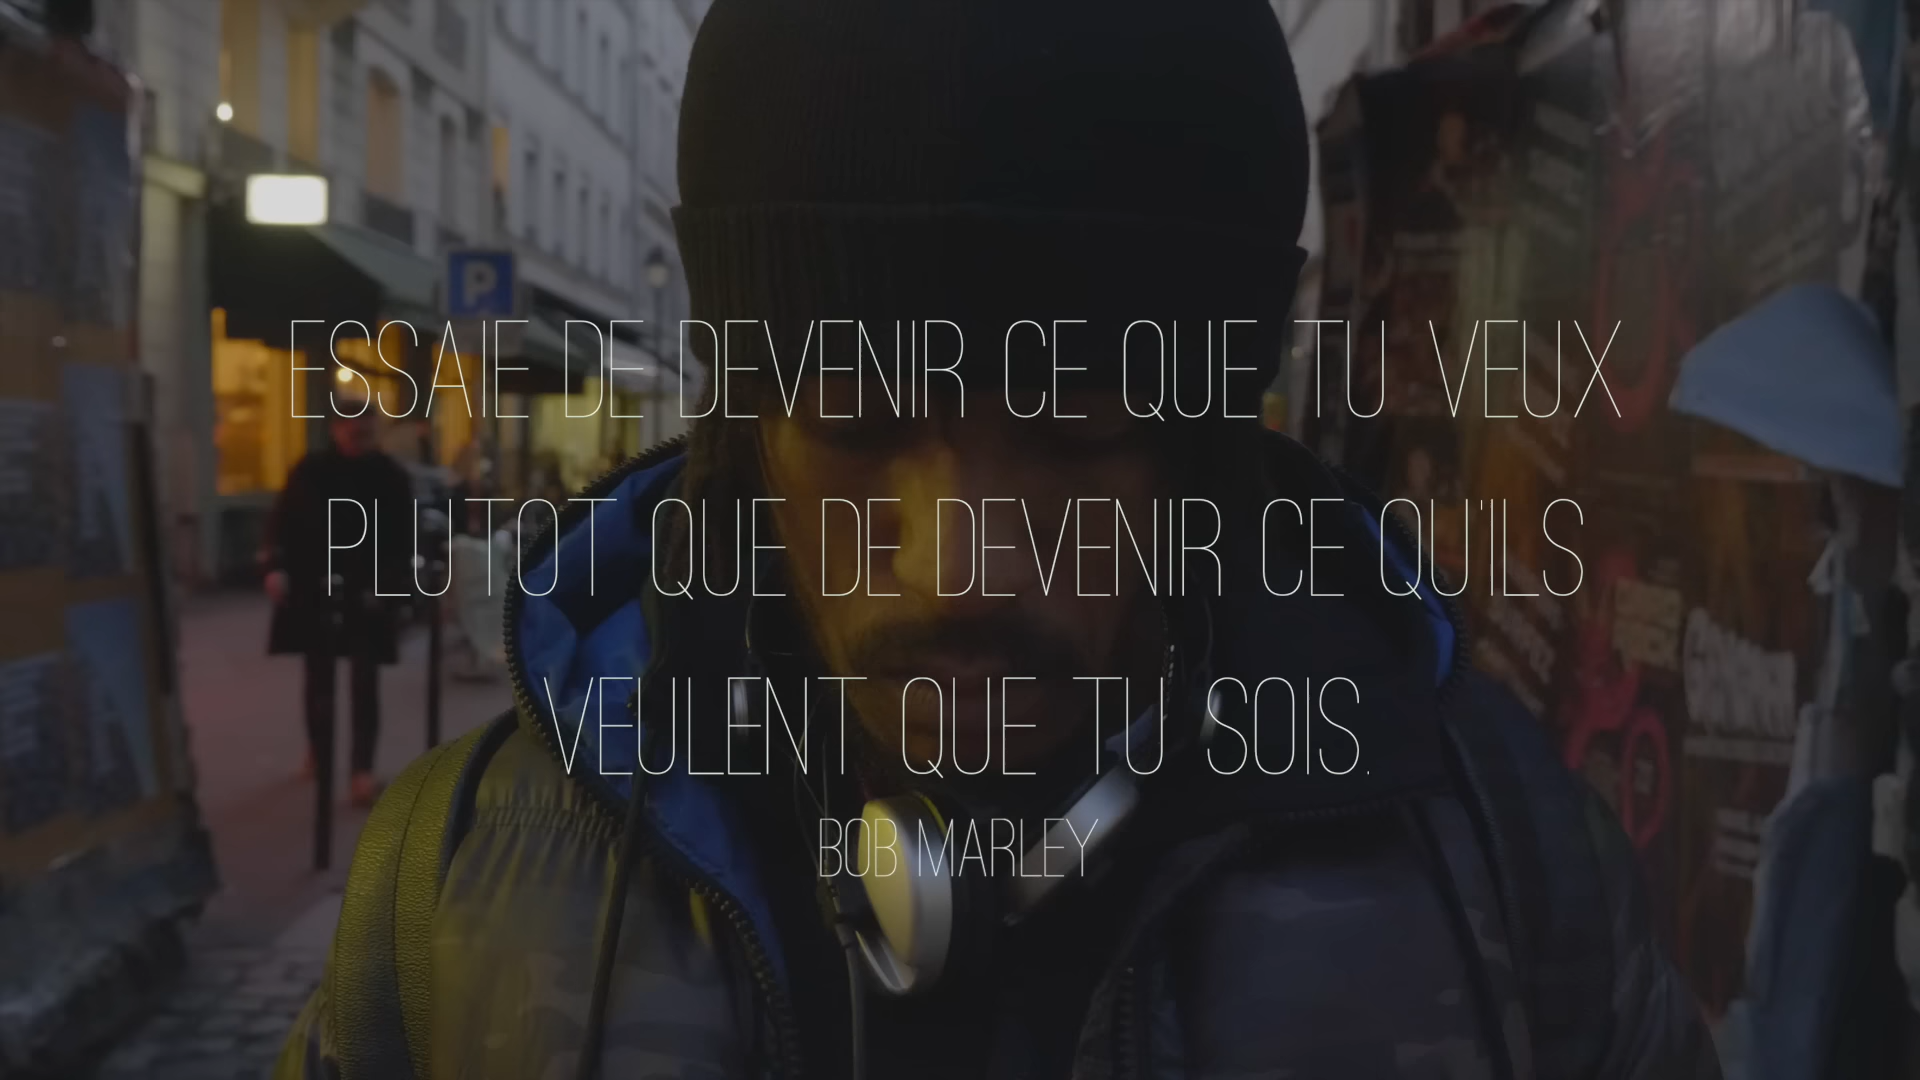 P
ESSAIE DE DEVENIR CE QUE TU VEUX
PLUTOT QUE DE DEVENIR CE QU'ILS
VEULENT QUE TU SOIS.
BOB MARLEY